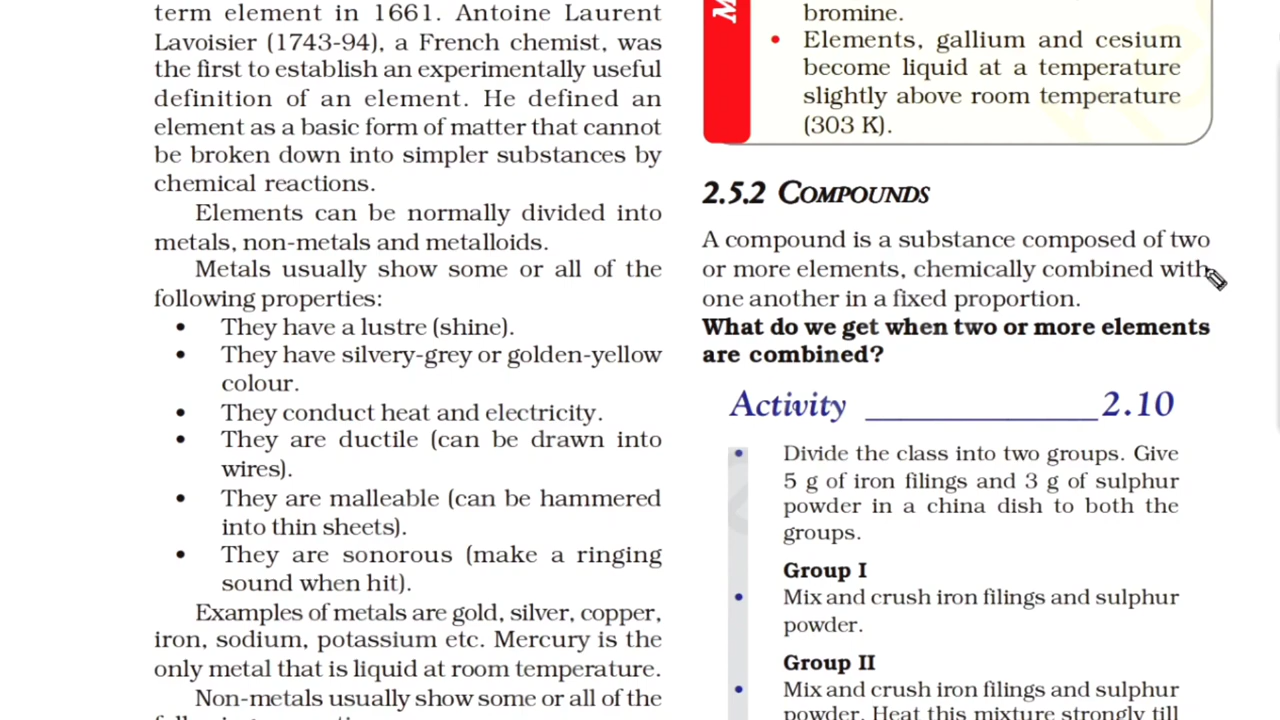 term element in 1661. Antoine Laurent
Lavoisier (1743-94), a French chemist, was
the first to establish an experimentally useful
definition of an element. He defined an
element as a basic form of matter that cannot
be broken down into simpler substances by
chemical reactions.
Elements can be normally divided into
metals, non-metals and metalloids.
Metals usually show some or all of the
following properties:
• They have a lustre (shine).
• They have silvery-grey or golden-yellow
colour.
• They conduct heat and electricity.
• They are ductile (can be drawn into
wires).
• They are malleable (can be hammered
into thin sheets).
• They are sonorous (make a ringing
sound when hit).
Examples of metals are gold, silver, copper,
iron, sodium, potassium etc. Mercury is the
only metal that is liquid at room temperature.
Non-metals usually show some or all of the
bromine.
• Elements, gallium and cesium
become liquid at a temperature
slightly above room temperature
(303 K).
2.5.2 COMPOUNDS
A compound is a substance composed of two
or more elements, chemically combined with
one another in a fixed proportion.
What do we get when two or more elements
are combined?
Activity ______________ 2.10
• Divide the class into two groups. Give
5 g of iron filings and 3 g of sulphur
powder in a china dish to both the
groups.
Group I
• Mix and crush iron filings and sulphur
powder.
Group II
• Mix and crush iron filings and sulphur
powder. Heat this mixture strongly till